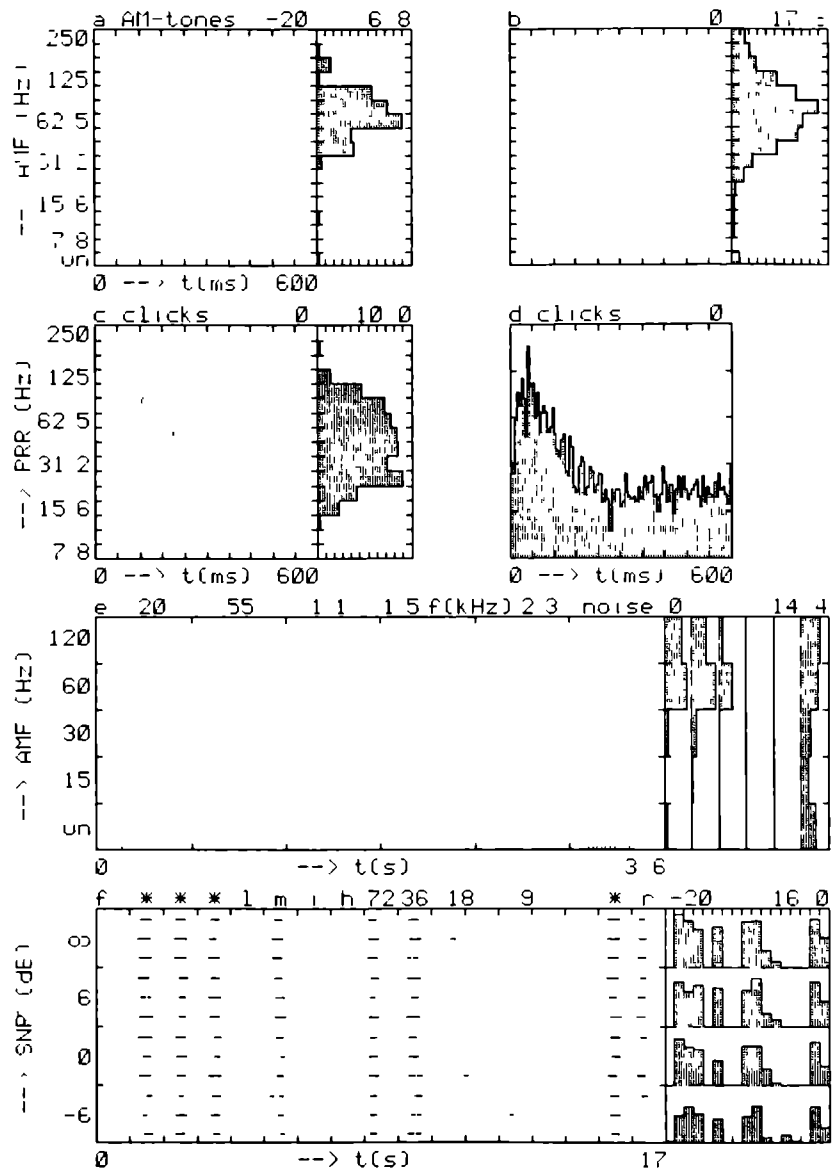 a AM-tones -20 6 8
b 0 17
250
125
62 5
15 6
7 8
un
0 --> t(ms) 600
c clicks 0 10 0
d clicks 0
250
125
62 5
31 2
15 6
7 8
--> PRR (Hz)
0 --> t(ms) 600
0 --> t(ms) 600
e 20 55 1 1 1 5 f(kHz) 2 3 noise 0 14 4
120
60
30
15
un
--> AMF (Hz)
0 --> t(s) 3 6
f * * * l m i h 72 36 18 9 * r -20 16 0
∞
6
0
-6
--> SNR (dB)
0 --> t(s) 17